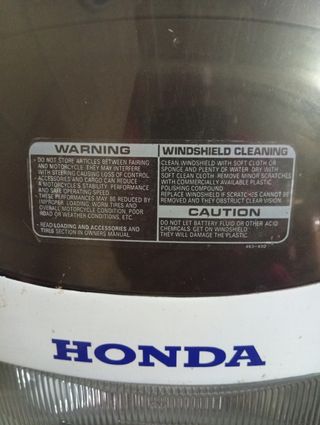 WARNING
- DO NOT STORE ARTICLES BETWEEN FAIRING
AND MOTORCYCLE: THEY MAY INTERFERE
WITH STEERING CAUSING LOSS OF CONTROL.
- ACCESSORIES AND CARGO CAN REDUCE
A MOTORCYCLE'S STABILITY, PERFORMANCE
AND SAFE OPERATING SPEED.
- THESE PERFORMANCES MAY BE REDUCED BY
IMPROPER LOADING, WORN TIRES AND
OVERALL MOTORCYCLE CONDITION, POOR
ROAD OR WEATHER CONDITIONS, ETC.
- READ LOADING AND ACCESSORIES AND
TIRES SECTION IN OWNERS MANUAL.
WINDSHIELD CLEANING
CLEAN WINDSHIELD WITH SOFT CLOTH OR
SPONGE AND PLENTY OF WATER. DRY WITH
SOFT CLEAN CLOTH. REMOVE MINOR SCRATCHES
WITH COMMERCIALLY AVAILABLE PLASTIC
POLISHING COMPOUND.
REPLACE WINDSHIELD IF SCRATCHES CANNOT BE
REMOVED AND THEY OBSTRUCT CLEAR VISION.
CAUTION
DO NOT LET BATTERY FLUID OR OTHER ACID
CHEMICALS GET ON WINDSHIELD.
THEY WILL DAMAGE THE PLASTIC.
HONDA